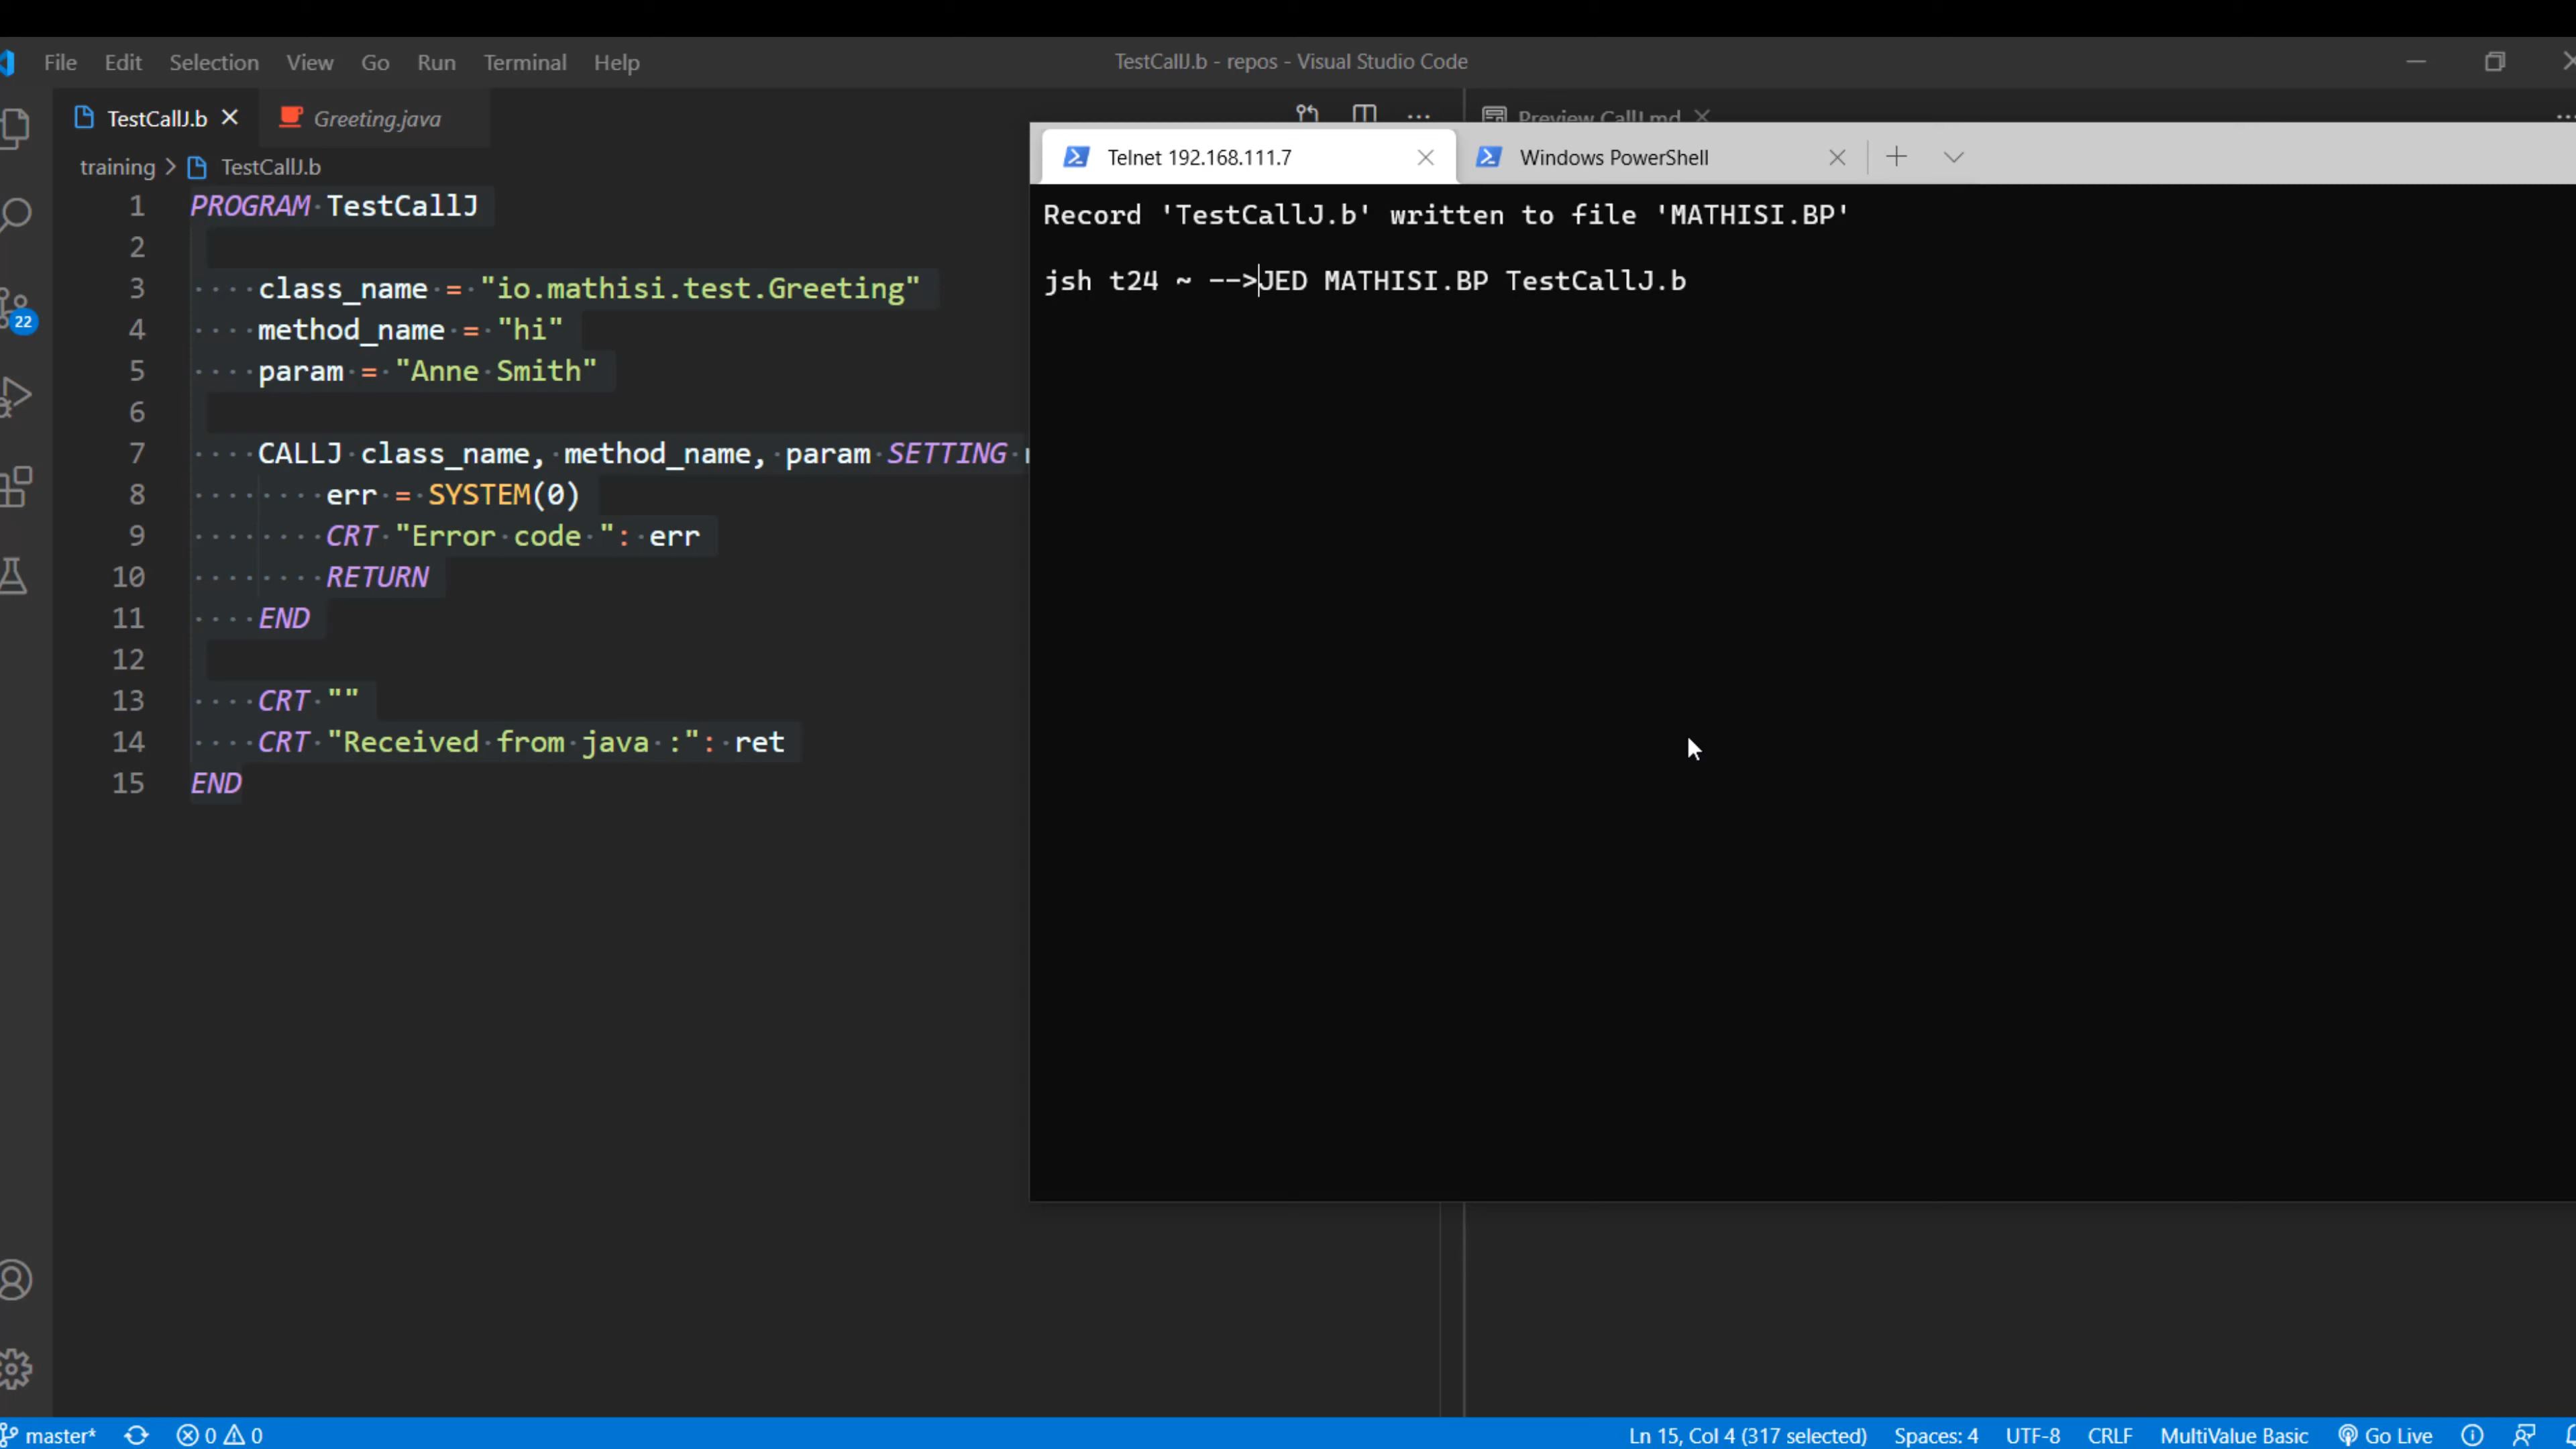 File Edit Selection View Go Run Terminal Help
TestCallJ.b - repos - Visual Studio Code
TestCallJ.b
Greeting.java
Preview CallJ.md
training > TestCallJ.b
1 PROGRAM TestCallJ
2
3 class_name = "io.mathisi.test.Greeting"
4 method_name = "hi"
5 param = "Anne Smith"
6
7 CALLJ class_name, method_name, param SETTING
8 err = SYSTEM(0)
9 CRT "Error code ": err
10 RETURN
11 END
12
13 CRT ""
14 CRT "Received from java :": ret
15 END
22
Telnet 192.168.111.7
Windows PowerShell
Record 'TestCallJ.b' written to file 'MATHISI.BP'
jsh t24 ~ -->JED MATHISI.BP TestCallJ.b
master* 0 0
Ln 15, Col 4 (317 selected) Spaces: 4 UTF-8 CRLF MultiValue Basic Go Live